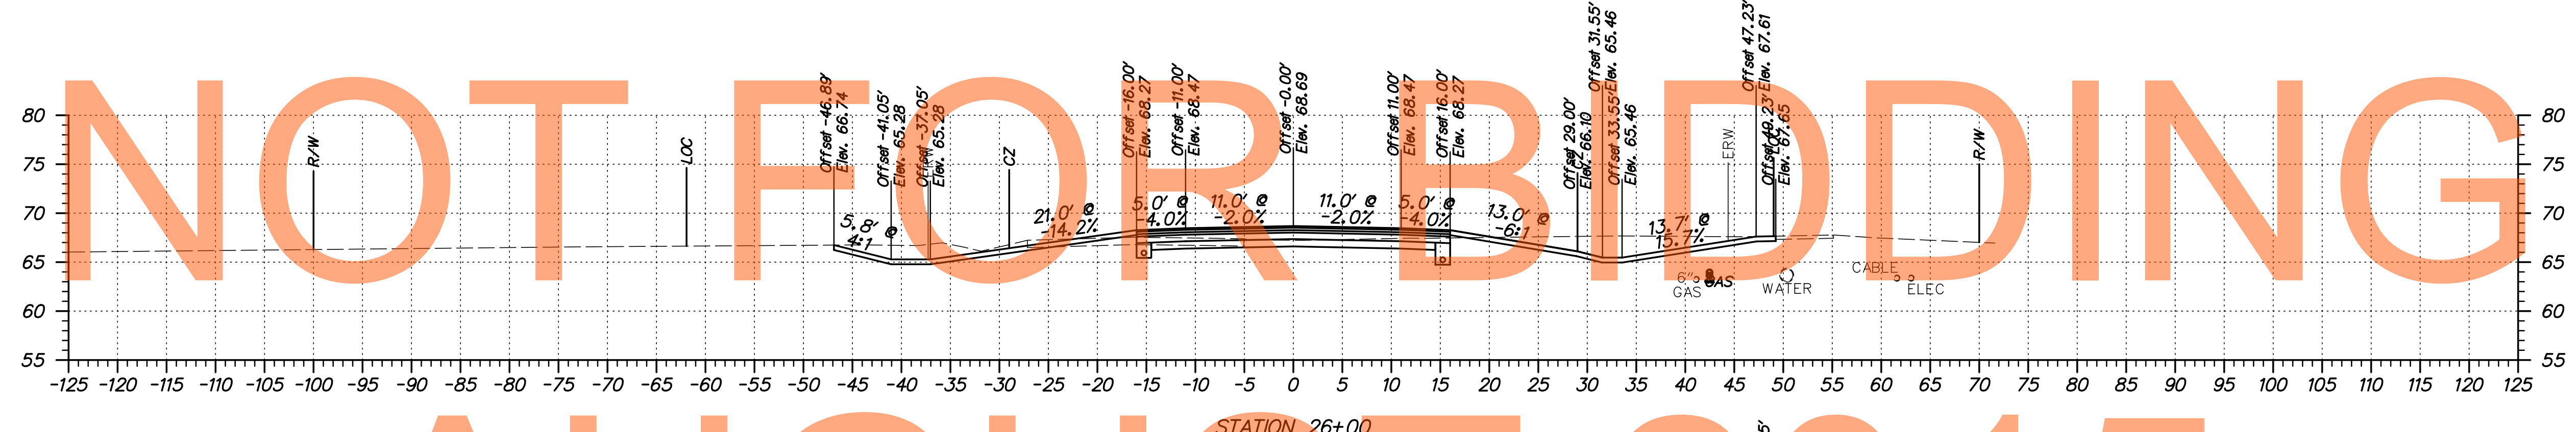 NOT FOR BIDDING
Offset -46.89'
Elev. 66.74
Offset -41.05'
Elev. 65.28
Offset -37.05'
Elev. 65.28
Offset -16.00'
Elev. 68.27
Offset -11.00'
Elev. 68.47
Offset -0.00'
Elev. 68.69
Offset 11.00'
Elev. 68.47
Offset 16.00'
Elev. 68.27
Offset 29.00'
Elev. 66.10
Offset 31.55'
Elev. 65.46
Offset 33.55'
Elev. 65.46
Offset 47.23'
Elev. 67.61
Offset 49.23'
Elev. 67.65
R/W
LOC
CZ
CZ
ERW
R/W
5.8' @
4:1
21.0' @
-14.2%
5.0' @
-4.0%
11.0' @
-2.0%
11.0' @
-2.0%
5.0' @
-4.0%
13.0' @
-6:1
13.7' @
15.7%
6"
GAS
GAS
WATER
CABLE
ELEC
80 80
75 75
70 70
65 65
60 60
55 55
-125 -120 -115 -110 -105 -100 -95 -90 -85 -80 -75 -70 -65 -60 -55 -50 -45 -40 -35 -30 -25 -20 -15 -10 -5 0 5 10 15 20 25 30 35 40 45 50 55 60 65 70 75 80 85 90 95 100 105 110 115 120 125
STATION 26+00